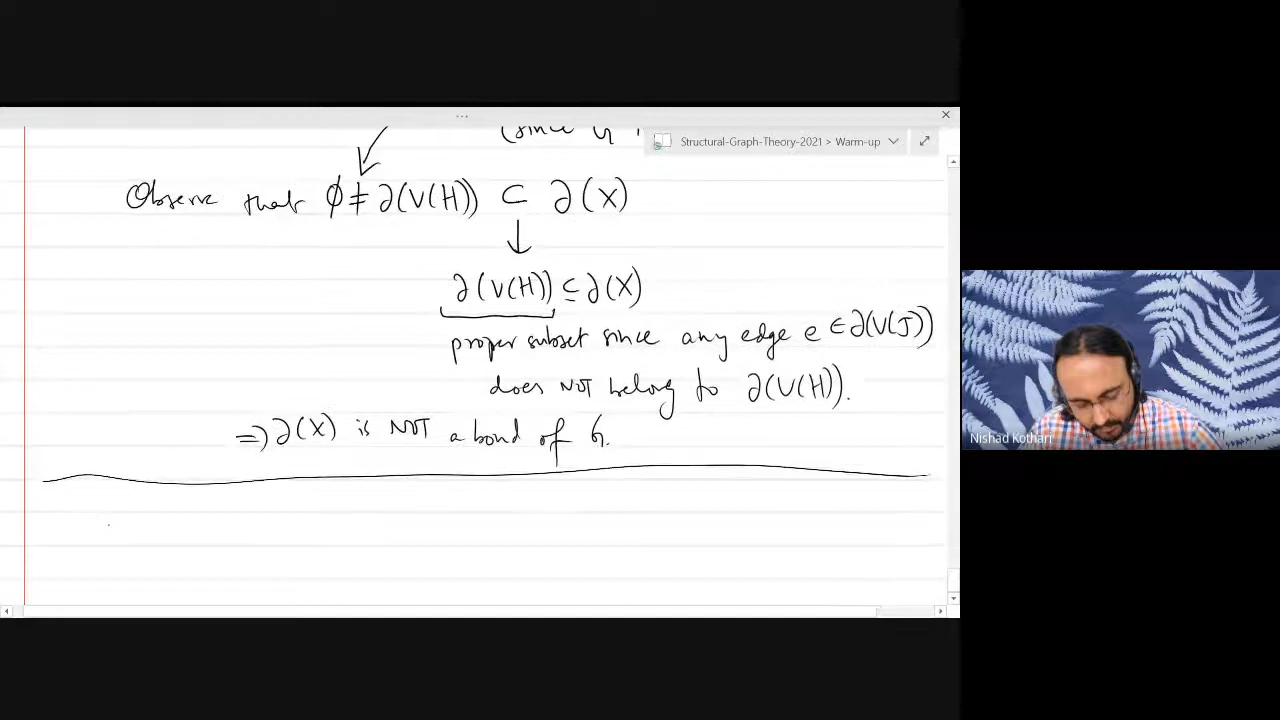 (since G
Structural-Graph-Theory-2021 > Warm-up
Observe that ∅ ≠ ∂(V(H)) ⊂ ∂(X)
∂(V(H)) ⊆ ∂(X)
proper subset since any edge e ∈ ∂(V(J))
does NOT belong to ∂(V(H)).
⇒ ∂(X) is NOT a bond of G.
Nishad Kothari